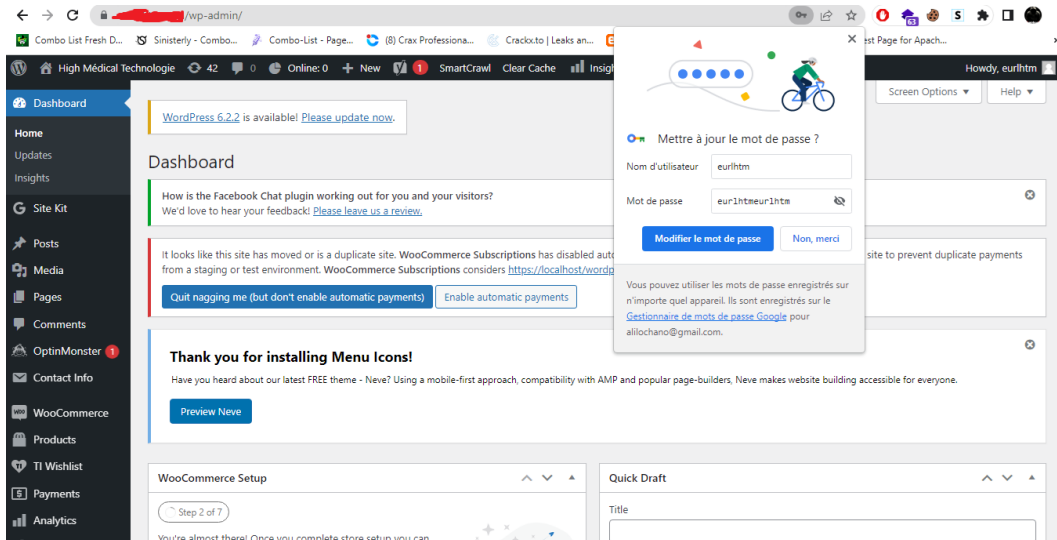 /wp-admin/
Combo List Fresh D...
Sinisterly - Combo...
Combo-List - Page...
(8) Crax Professiona...
Crackx.to | Leaks an...
est Page for Apach...
High Médical Technologie 42 0 Online: 0 + New 1 SmartCrawl Clear Cache Insigh
Howdy, eurlhtm
Dashboard
Home
Updates
Insights
Site Kit
Posts
Media
Pages
Comments
OptinMonster 1
Contact Info
WooCommerce
Products
TI Wishlist
Payments
Analytics
Screen Options ▼
Help ▼
WordPress 6.2.2 is available! Please update now.
Dashboard
How is the Facebook Chat plugin working out for you and your visitors?
We'd love to hear your feedback! Please leave us a review.
It looks like this site has moved or is a duplicate site. WooCommerce Subscriptions has disabled auto site to prevent duplicate payments
from a staging or test environment. WooCommerce Subscriptions considers https://localhost/wordp
Quit nagging me (but don't enable automatic payments)
Enable automatic payments
Thank you for installing Menu Icons!
Have you heard about our latest FREE theme - Neve? Using a mobile-first approach, compatibility with AMP and popular page-builders, Neve makes website building accessible for everyone.
Preview Neve
WooCommerce Setup
Step 2 of 7
You're almost there! Once you complete store setup you can
Quick Draft
Title
Mettre à jour le mot de passe ?
Nom d'utilisateur eurlhtm
Mot de passe eurlhtmeurlhtm
Modifier le mot de passe
Non, merci
Vous pouvez utiliser les mots de passe enregistrés sur
n'importe quel appareil. Ils sont enregistrés sur le
Gestionnaire de mots de passe Google pour
alilochano@gmail.com.